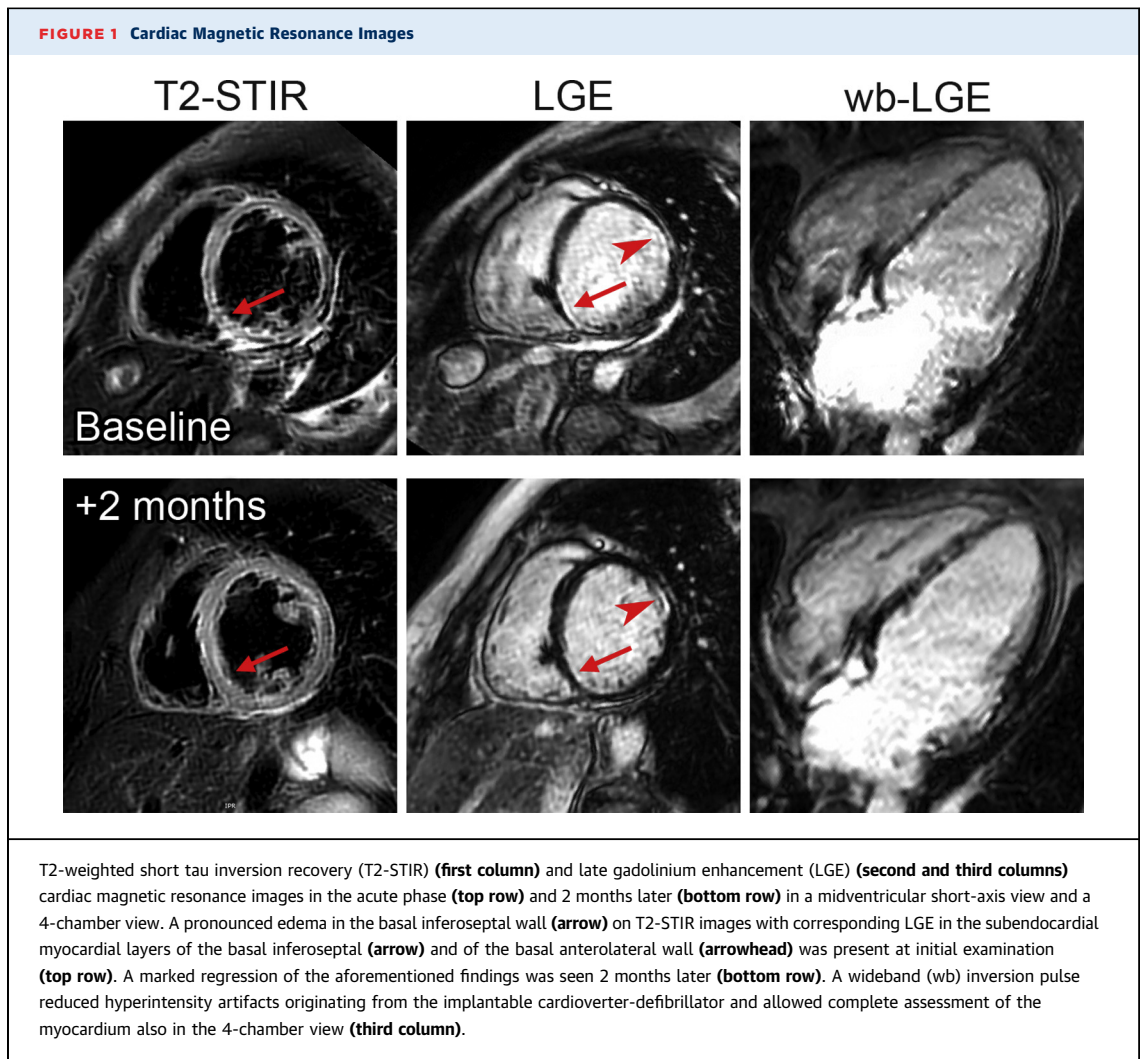 FIGURE 1 Cardiac Magnetic Resonance Images
T2-STIR LGE wb-LGE
Baseline
+2 months
IPR
T2-weighted short tau inversion recovery (T2-STIR) (first column) and late gadolinium enhancement (LGE) (second and third columns)
cardiac magnetic resonance images in the acute phase (top row) and 2 months later (bottom row) in a midventricular short-axis view and a
4-chamber view. A pronounced edema in the basal inferoseptal wall (arrow) on T2-STIR images with corresponding LGE in the subendocardial
myocardial layers of the basal inferoseptal (arrow) and of the basal anterolateral wall (arrowhead) was present at initial examination
(top row). A marked regression of the aforementioned findings was seen 2 months later (bottom row). A wideband (wb) inversion pulse
reduced hyperintensity artifacts originating from the implantable cardioverter-defibrillator and allowed complete assessment of the
myocardium also in the 4-chamber view (third column).